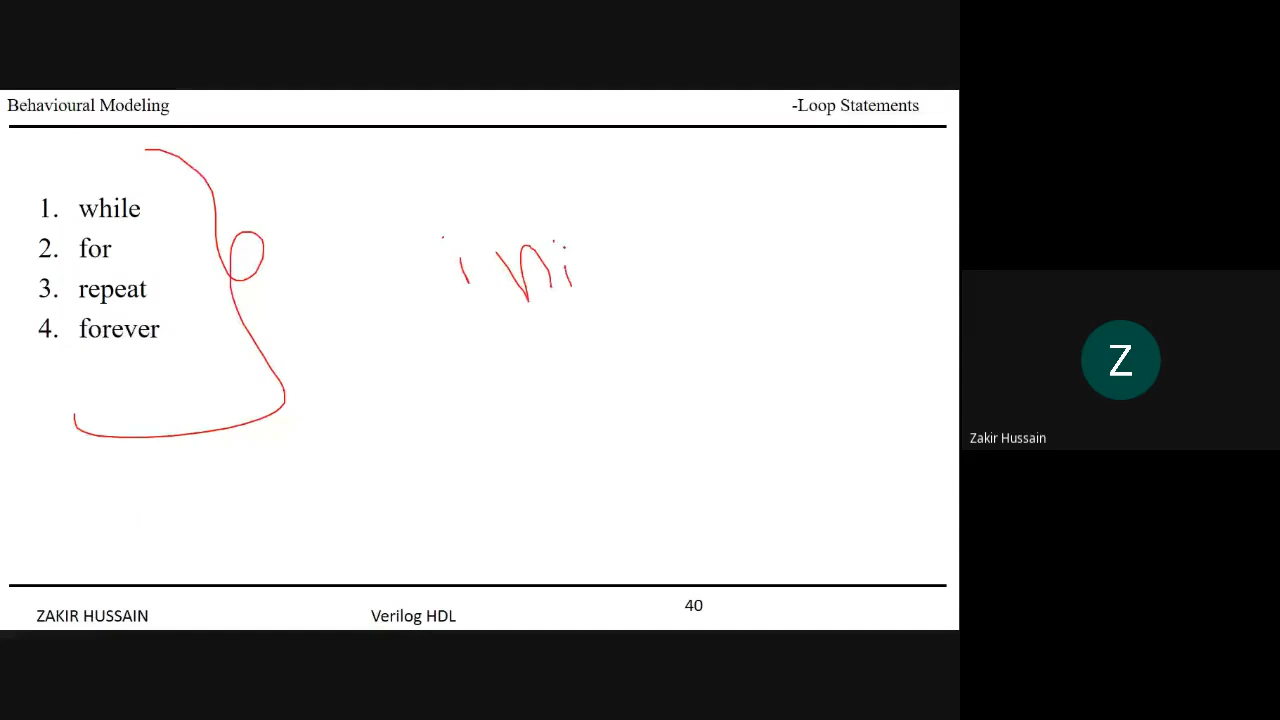 Behavioural Modeling -Loop Statements
1. while
2. for
3. repeat
4. forever
ini
Z
Zakir Hussain
ZAKIR HUSSAIN Verilog HDL 40